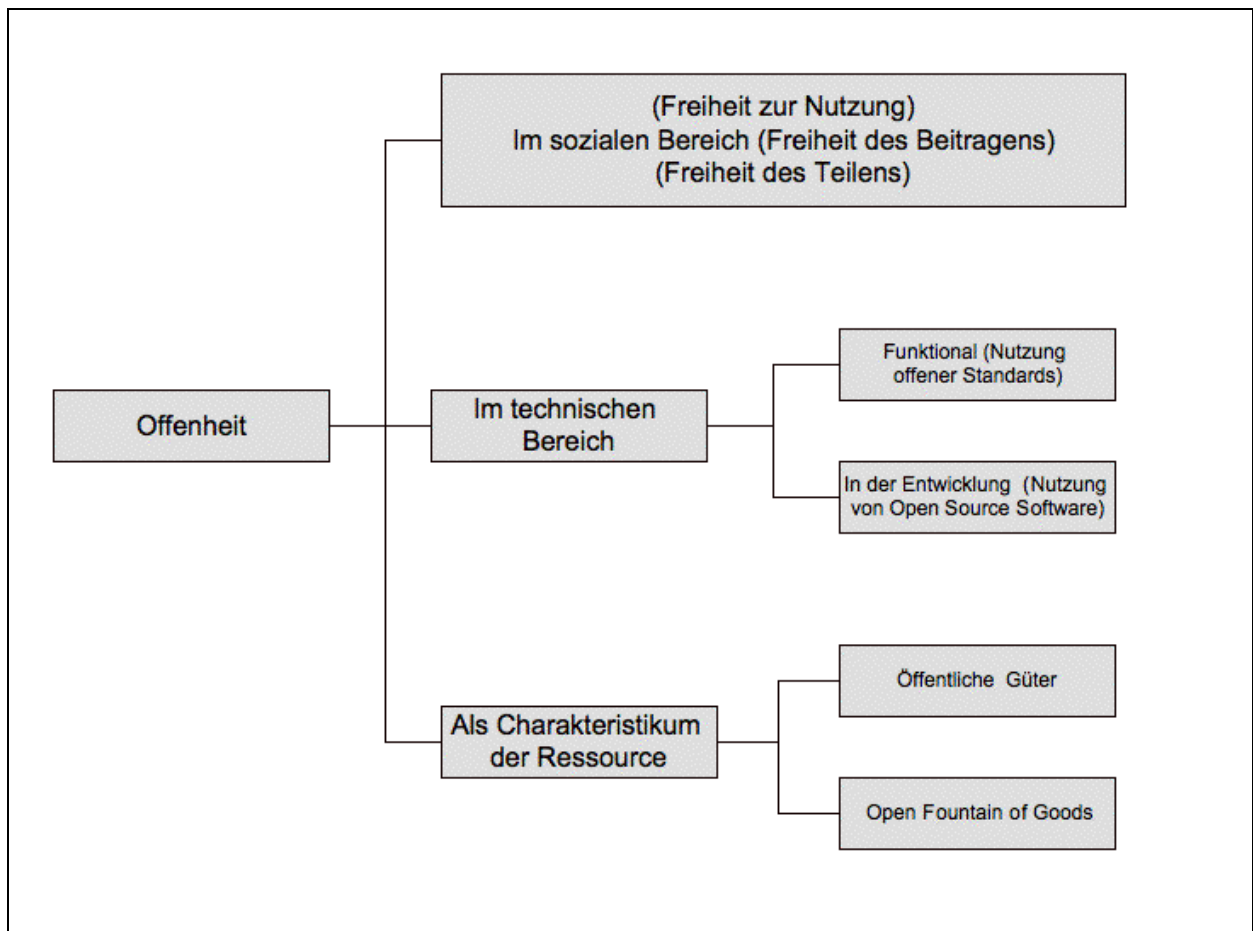 (Freiheit zur Nutzung)
Im sozialen Bereich (Freiheit des Beitragens)
(Freiheit des Teilens)
Funktional (Nutzung
offener Standards)
Offenheit
Im technischen
Bereich
In der Entwicklung (Nutzung
von Open Source Software)
Öffentliche Güter
Als Charakteristikum
der Ressource
Open Fountain of Goods